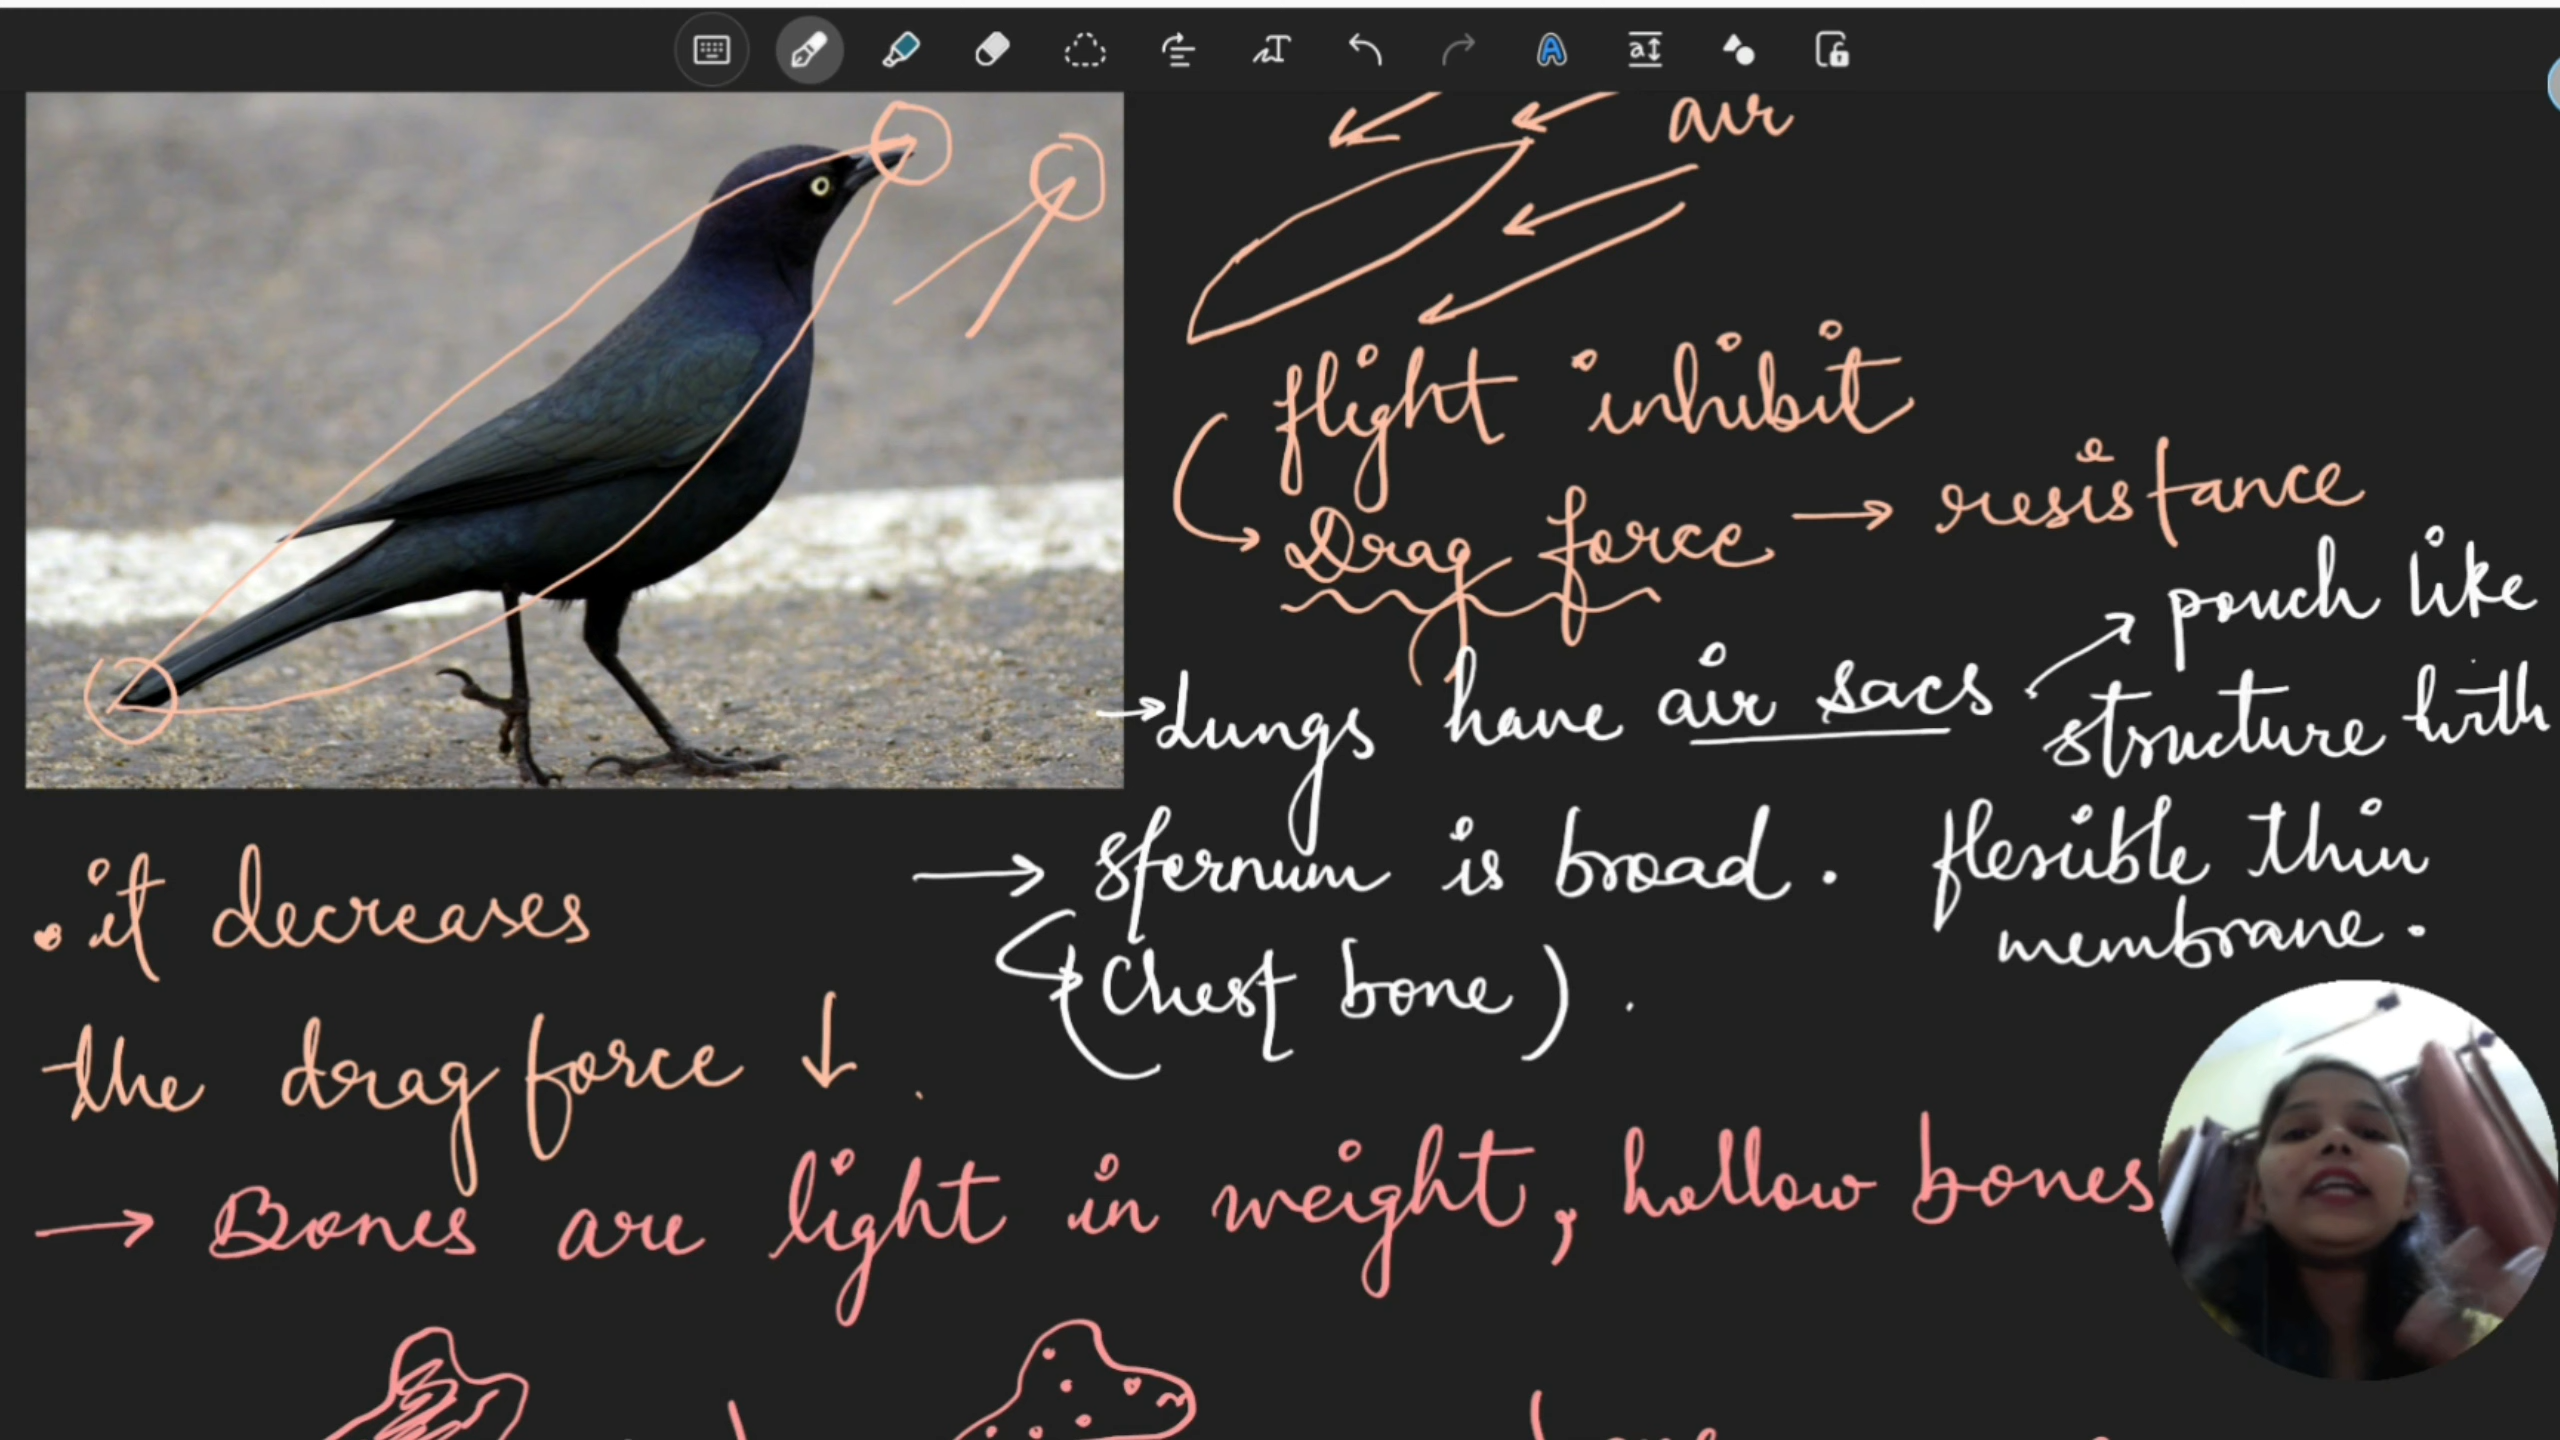 air
flight inhibit
Drag force → resistance
→ Lungs have air sacs → pouch like
structure with
flexible thin
membrane.
→ sternum is broad.
(Chest bone).
• it decreases
the drag force ↓.
→ Bones are light in weight, hollow bones